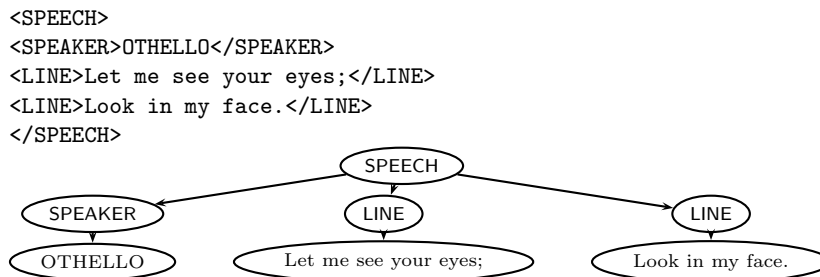 <SPEECH>
<SPEAKER>OTHELLO</SPEAKER>
<LINE>Let me see your eyes;</LINE>
<LINE>Look in my face.</LINE>
</SPEECH>
SPEECH
SPEAKER LINE LINE
OTHELLO Let me see your eyes; Look in my face.